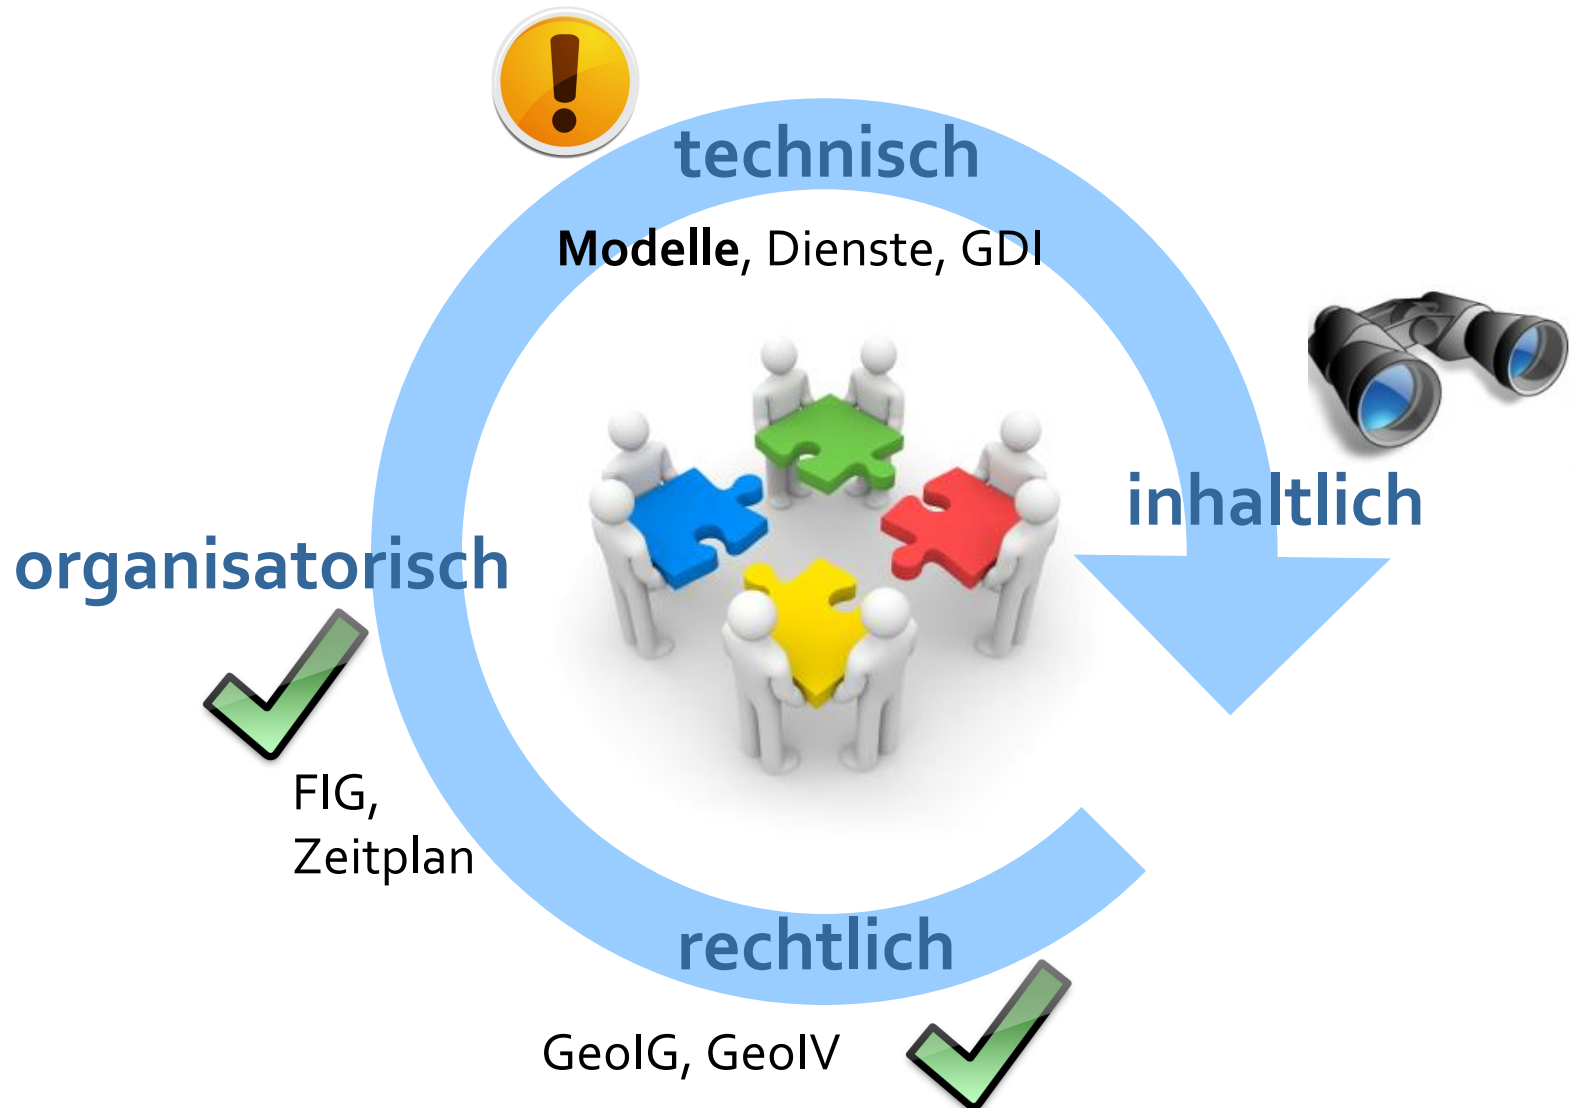 technisch
Modelle, Dienste, GDI
inhaltlich
organisatorisch
FIG,
Zeitplan
rechtlich
GeoIG, GeoIV